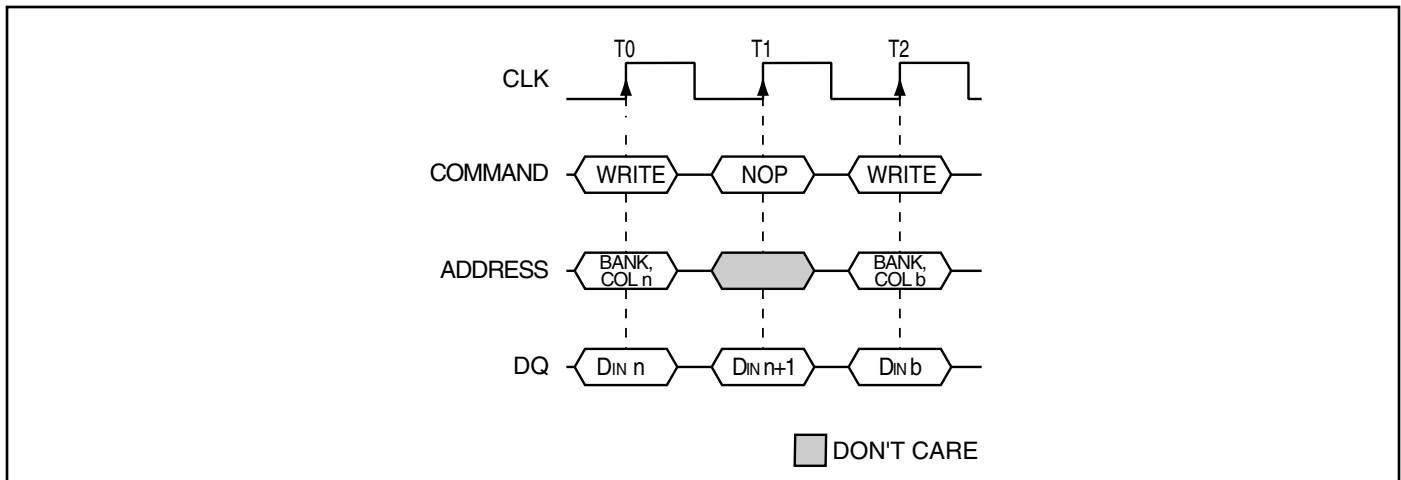 T0 T1 T2
CLK
COMMAND WRITE NOP WRITE
ADDRESS BANK, COL n BANK, COL b
DQ DIN n DIN n+1 DIN b
DON'T CARE